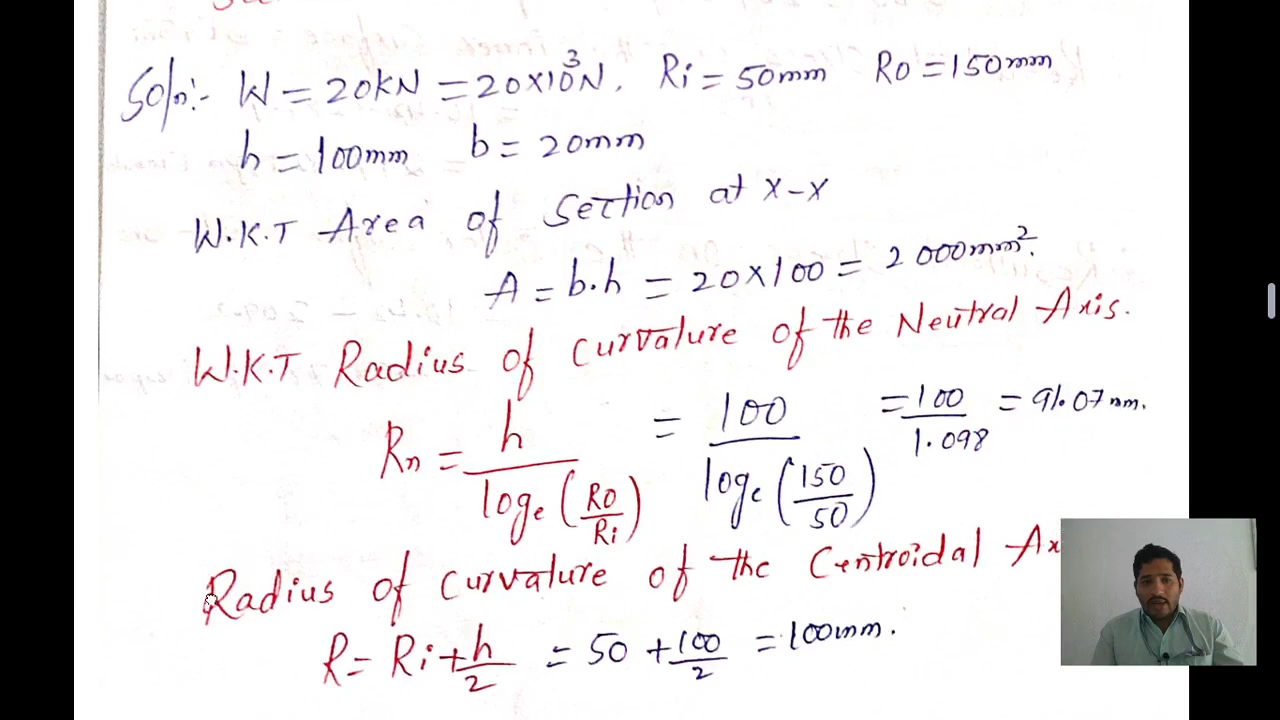 Soln:- W = 20KN = 20×10³N. Ri = 50mm Ro = 150mm
h = 100mm b = 20mm
W.K.T Area of Section at x-x
A = b.h = 20×100 = 2000mm².
W.K.T Radius of curvature of the Neutral Axis.
Rn = h / loge (Ro/Ri) = 100 / loge (150/50) = 100/1.098 = 91.07mm.
Radius of curvature of the Centroidal Ax
R = Ri + h/2 = 50 + 100/2 = 100mm.